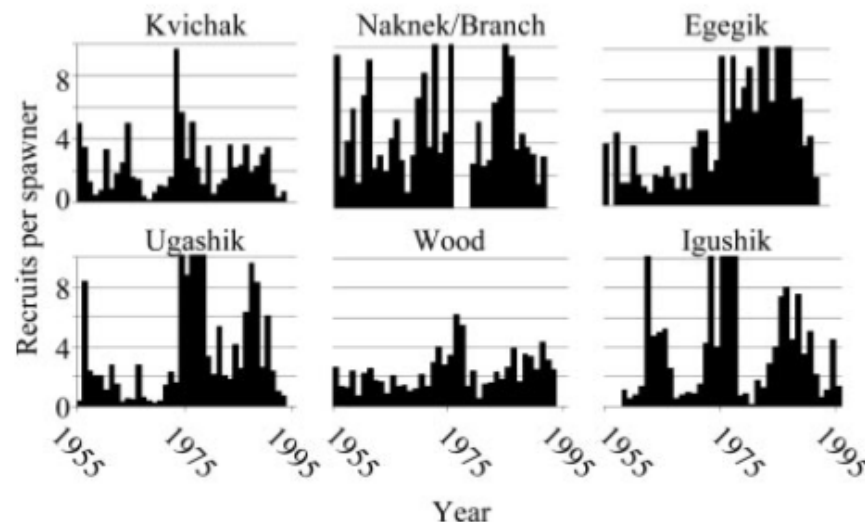 Kvichak Naknek/Branch Egegik
8
4
0
Ugashik Wood Igushik
8
4
0
Recruits per spawner
1955 1975 1995 1955 1975 1995 1955 1975 1995
Year